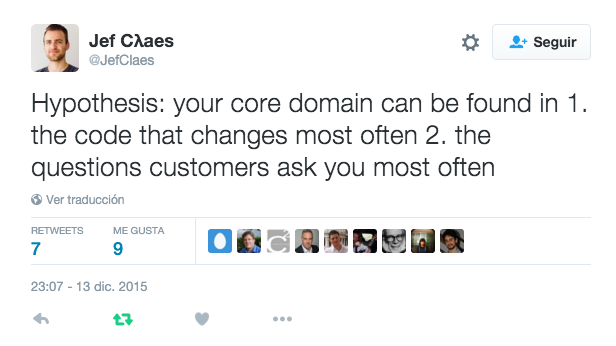 Jef Cλaes
@JefClaes
Seguir
Hypothesis: your core domain can be found in 1.
the code that changes most often 2. the
questions customers ask you most often
Ver traducción
RETWEETS
7
ME GUSTA
9
23:07 - 13 dic. 2015